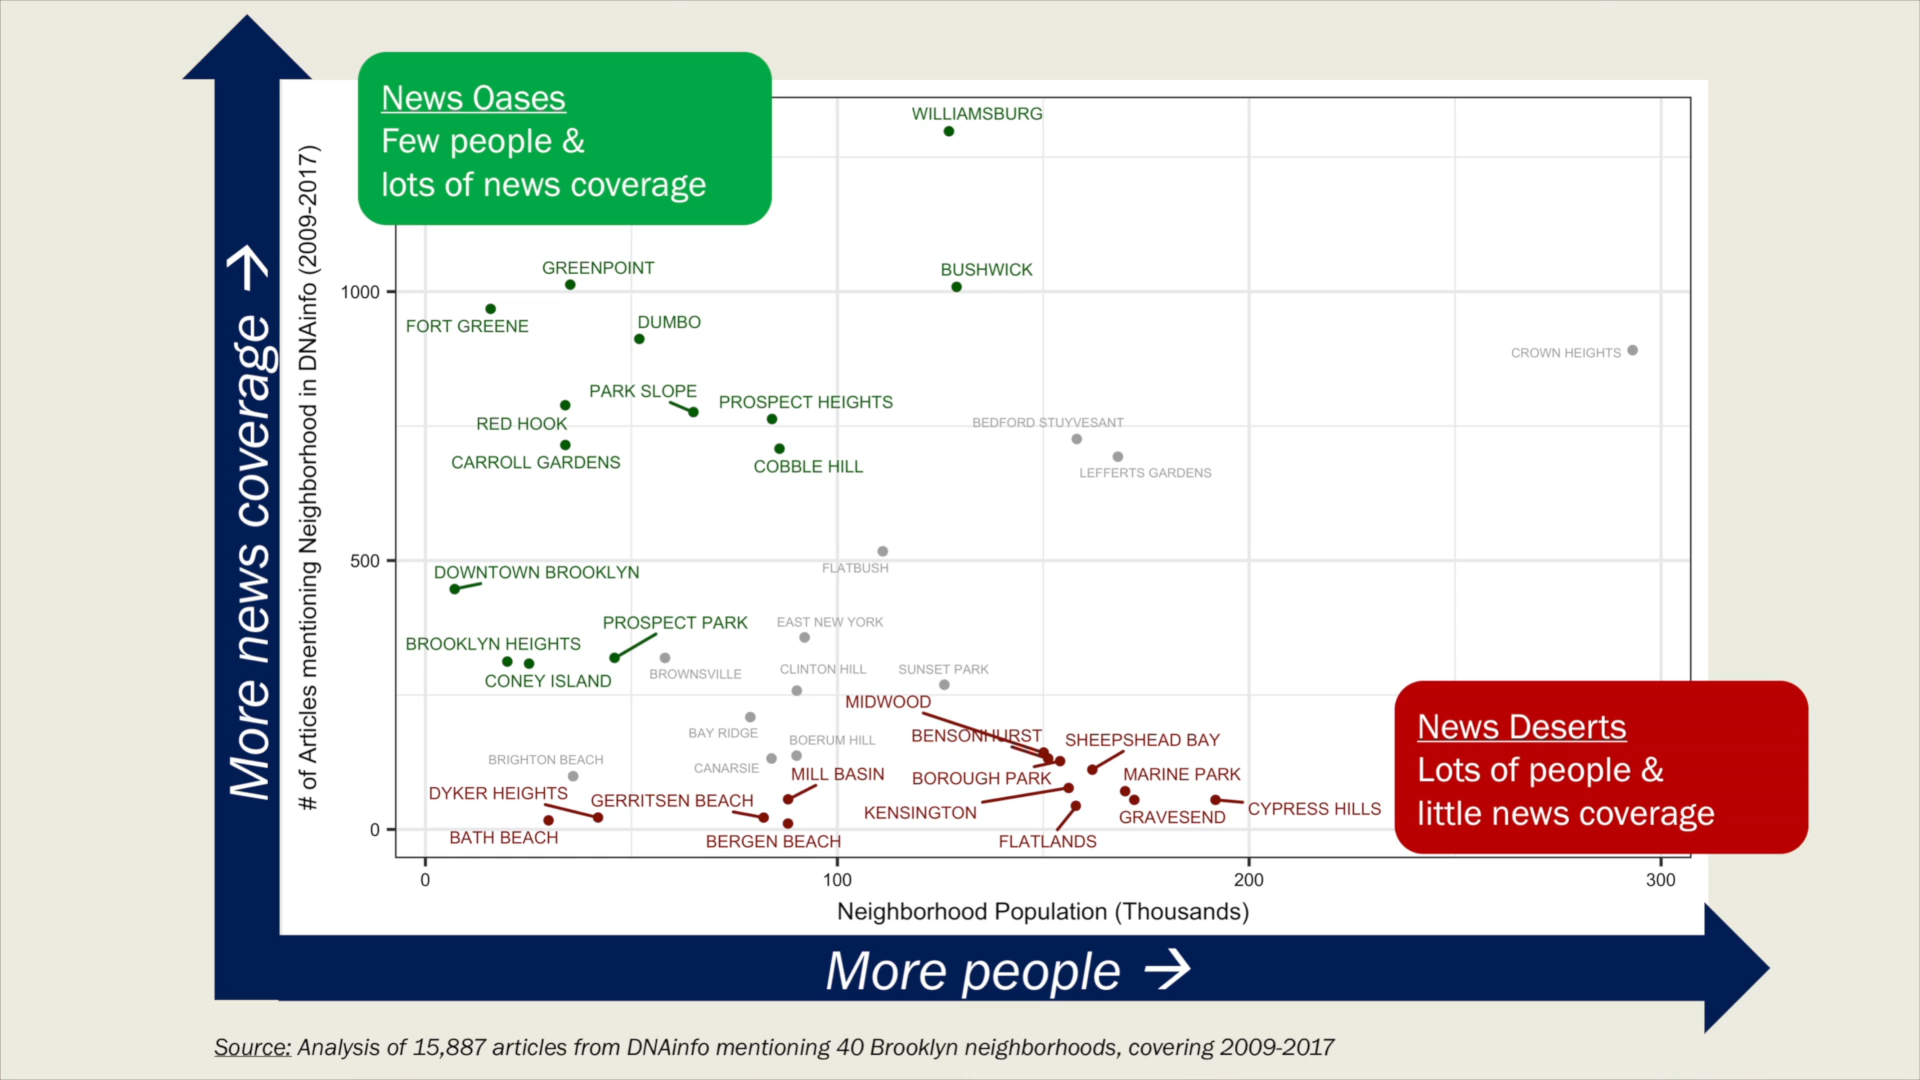 News Oases
Few people &
lots of news coverage
More news coverage →
# of Articles mentioning Neighborhood in DNAinfo (2009-2017)
WILLIAMSBURG
GREENPOINT
BUSHWICK
1000
FORT GREENE
DUMBO
CROWN HEIGHTS
PARK SLOPE
PROSPECT HEIGHTS
RED HOOK
BEDFORD STUYVESANT
CARROLL GARDENS
COBBLE HILL
LEFFERTS GARDENS
500
FLATBUSH
DOWNTOWN BROOKLYN
PROSPECT PARK
EAST NEW YORK
BROOKLYN HEIGHTS
BROWNSVILLE
CLINTON HILL
SUNSET PARK
CONEY ISLAND
MIDWOOD
BAY RIDGE
BOERUM HILL
BENSONHURST
SHEEPSHEAD BAY
BRIGHTON BEACH
CANARSIE
MILL BASIN
BOROUGH PARK
MARINE PARK
DYKER HEIGHTS
GERRITSEN BEACH
KENSINGTON
GRAVESEND
CYPRESS HILLS
BATH BEACH
BERGEN BEACH
FLATLANDS
0
News Deserts
Lots of people &
little news coverage
0
100
200
300
Neighborhood Population (Thousands)
More people →
Source: Analysis of 15,887 articles from DNAinfo mentioning 40 Brooklyn neighborhoods, covering 2009-2017